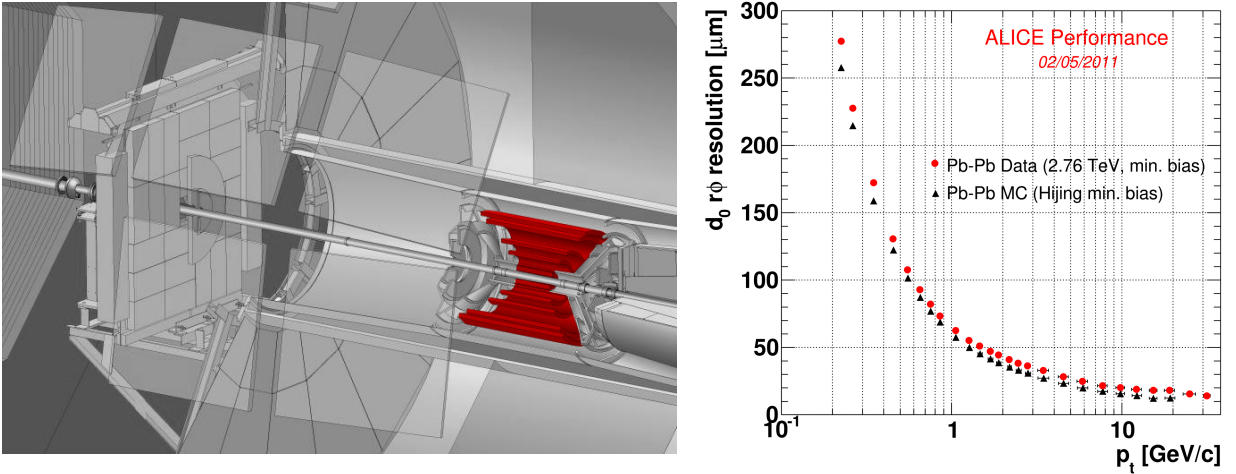 300
250
200
150
100
50
0
d₀ rϕ resolution [μm]
ALICE Performance
02/05/2011
Pb-Pb Data (2.76 TeV, min. bias)
Pb-Pb MC (Hijing min. bias)
10⁻¹
1
10
pₜ [GeV/c]